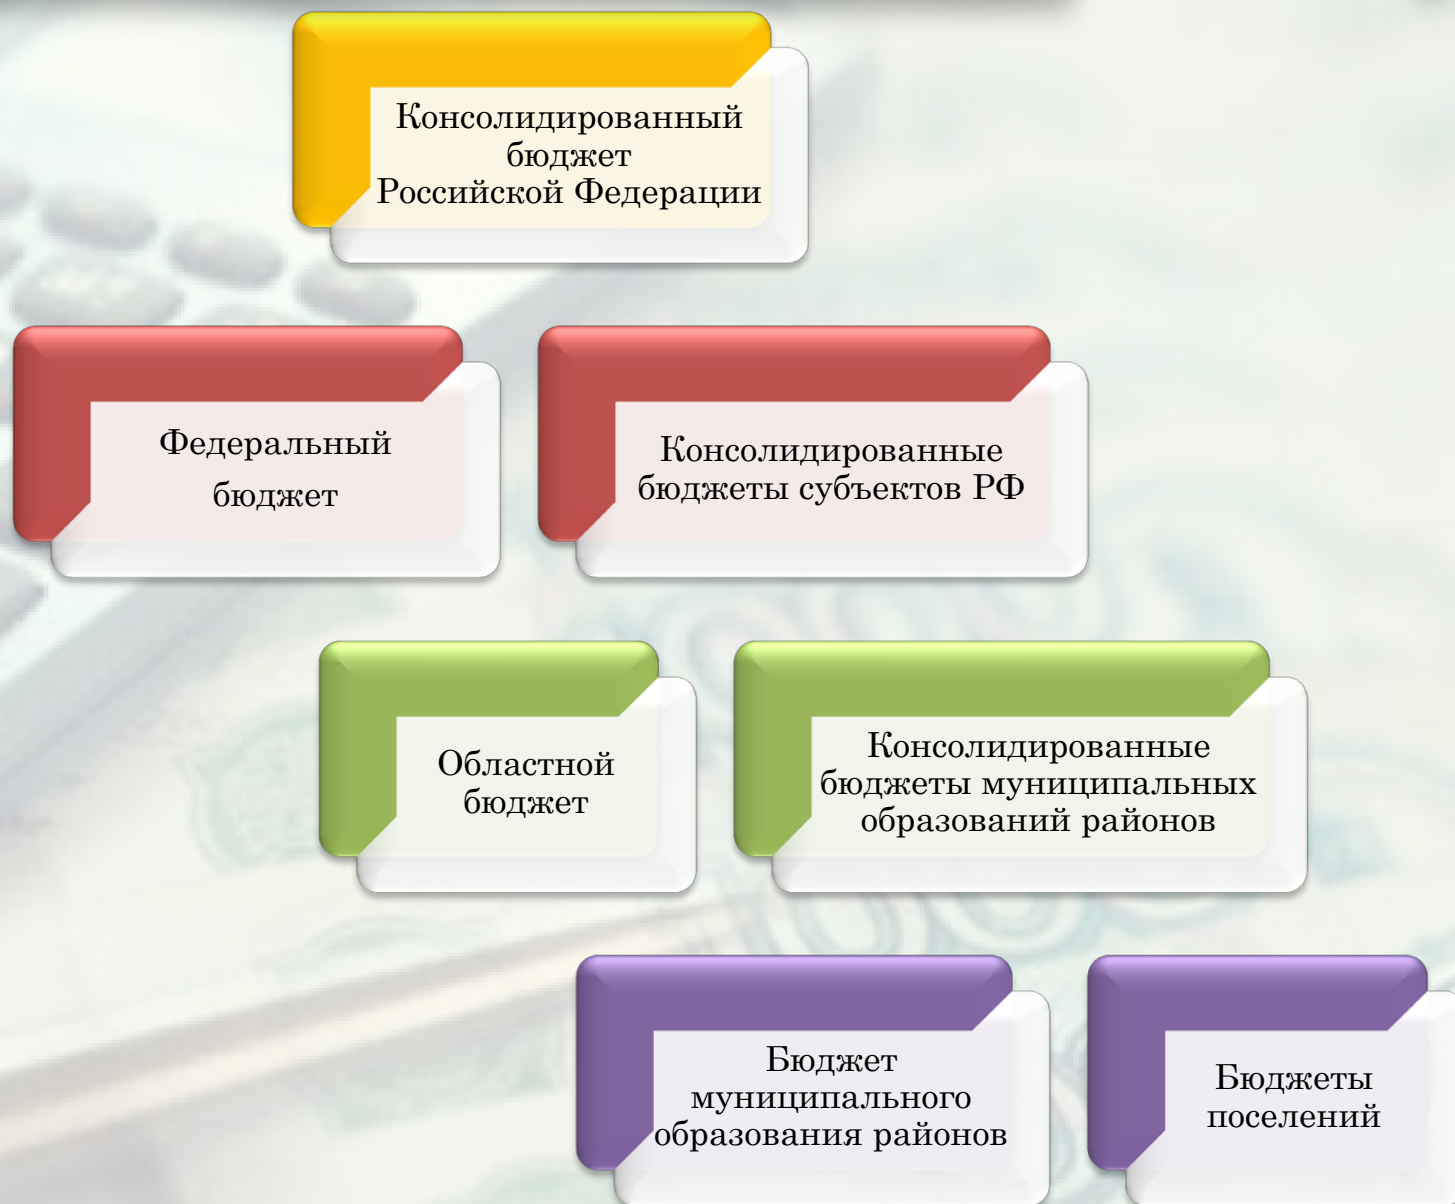 Консолидированный
бюджет
Российской Федерации
Федеральный
бюджет
Консолидированные
бюджеты субъектов РФ
Областной
бюджет
Консолидированные
бюджеты муниципальных
образований районов
Бюджет
муниципального
образования районов
Бюджеты
поселений